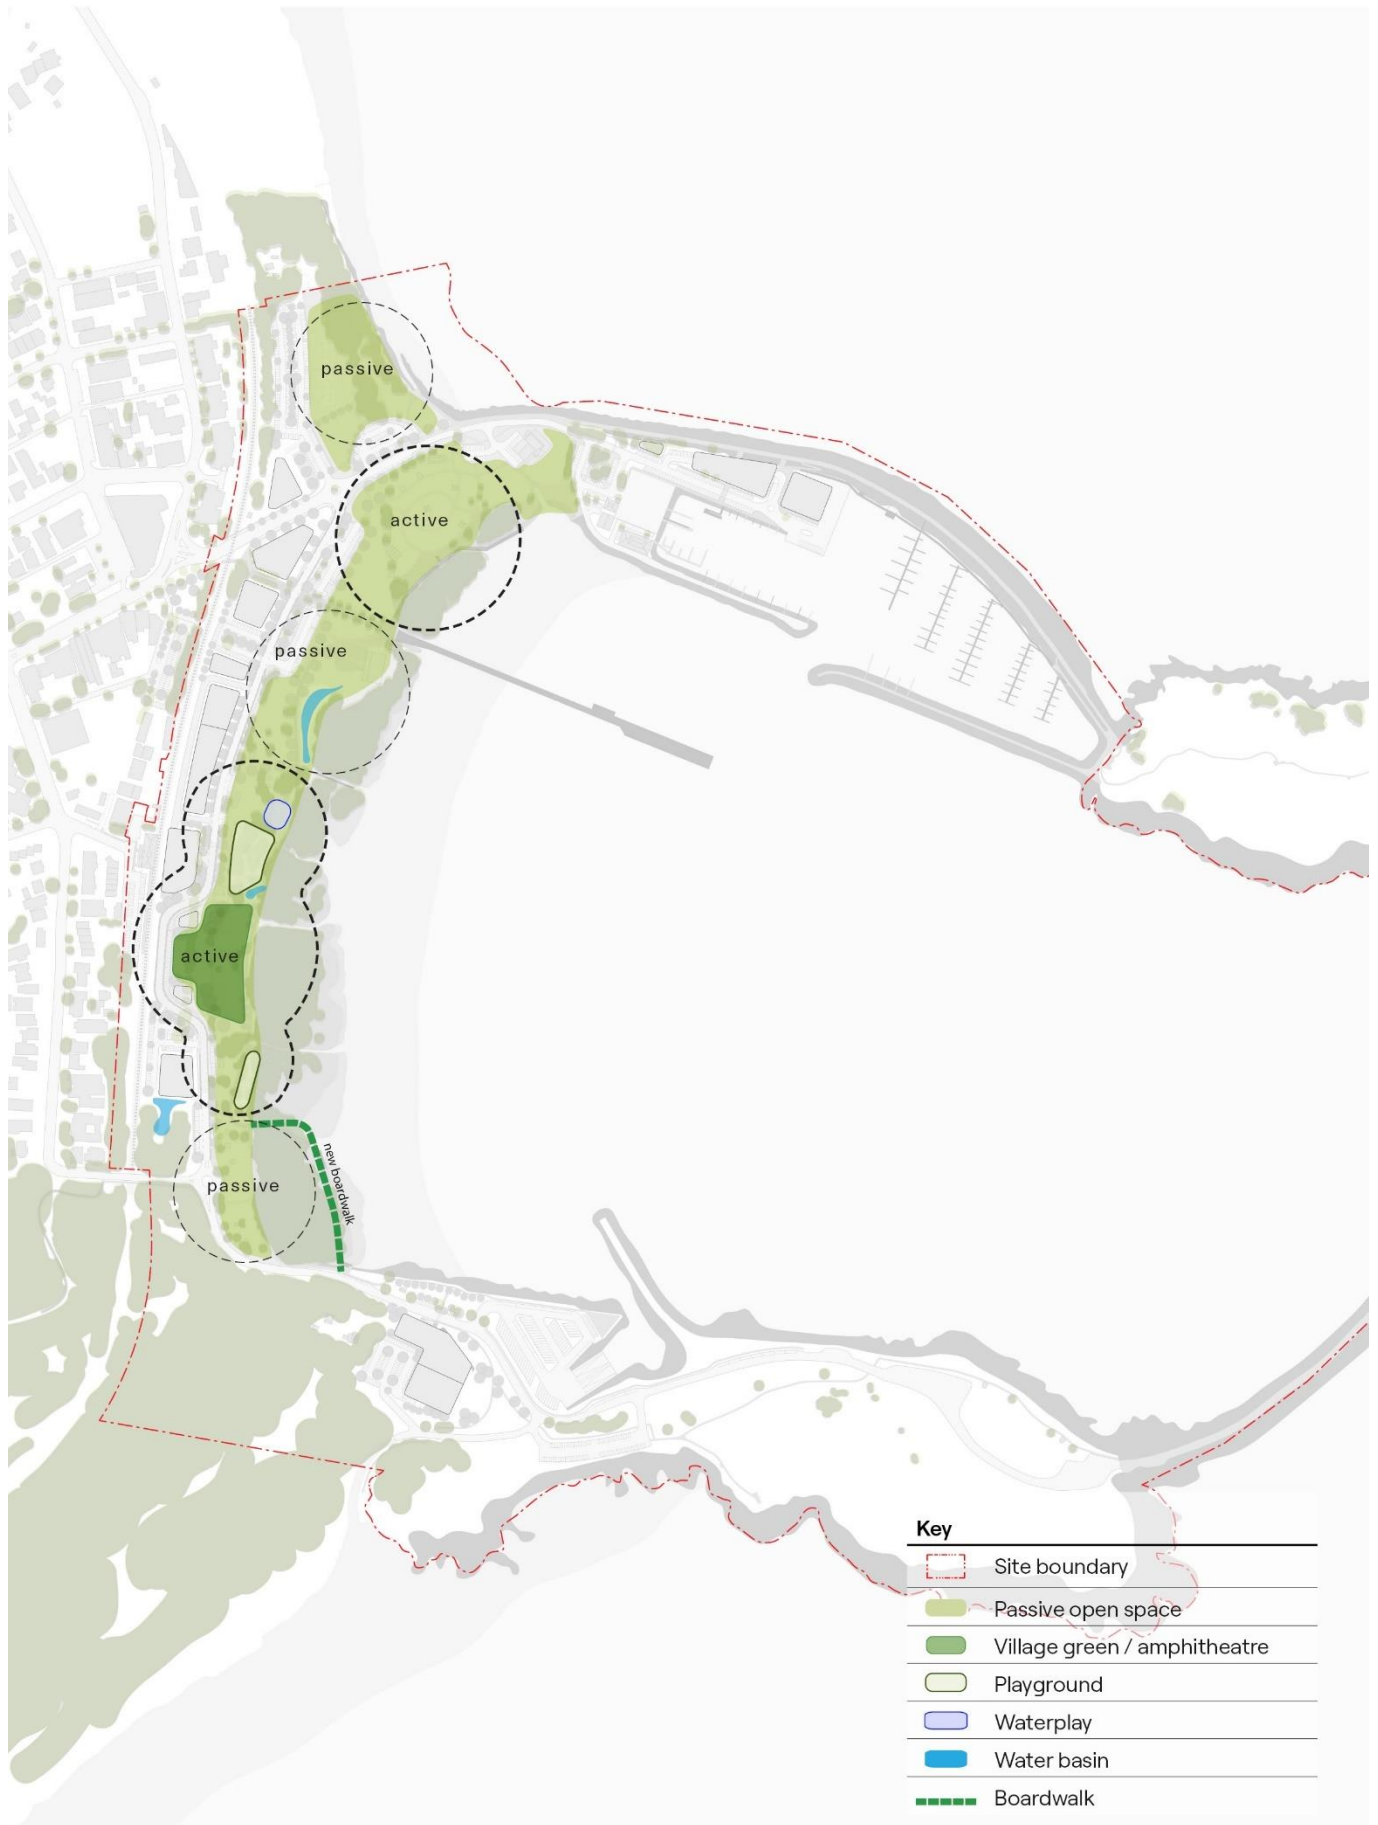 passive
active
passive
active
passive
new boardwalk
Key
Site boundary
Passive open space
Village green / amphitheatre
Playground
Waterplay
Water basin
Boardwalk